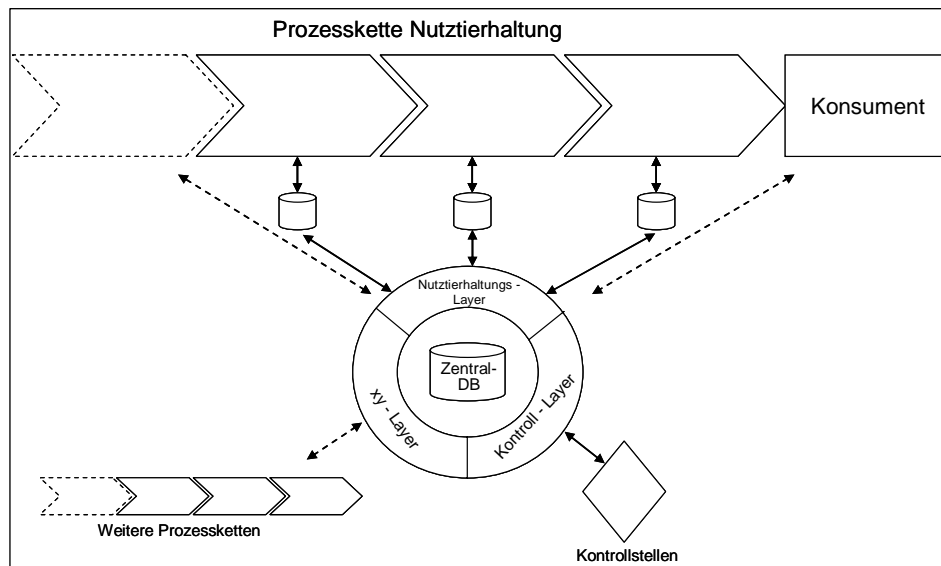 Prozesskette Nutztierhaltung
Konsument
Nutztierhaltungs -
Layer
Zentral-
DB
xy - Layer
Kontroll - Layer
Weitere Prozessketten
Kontrollstellen